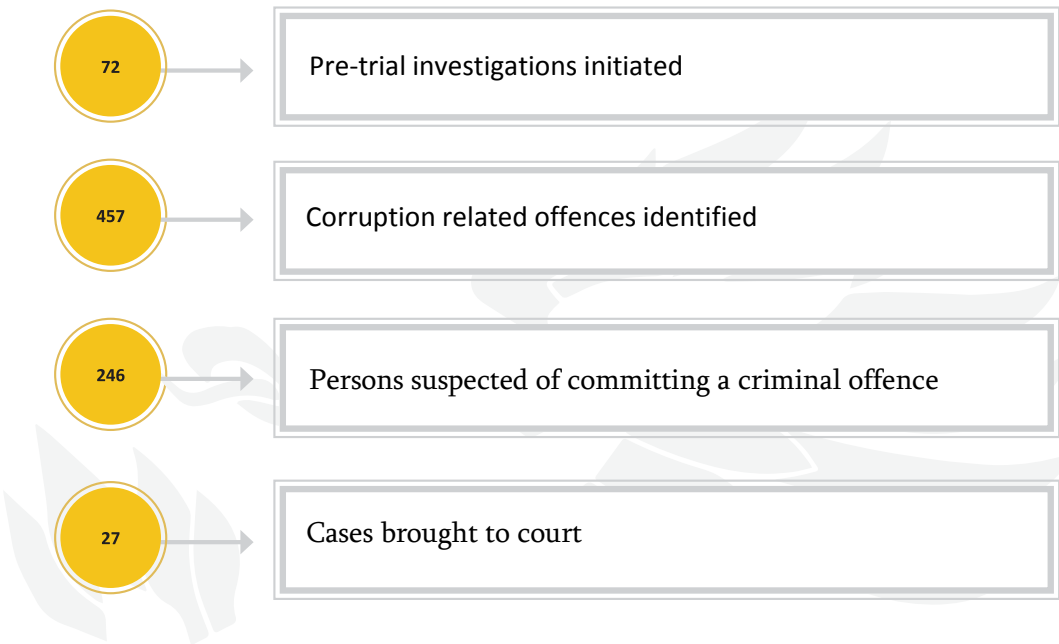 72
Pre-trial investigations initiated
457
Corruption related offences identified
246
Persons suspected of committing a criminal offence
27
Cases brought to court